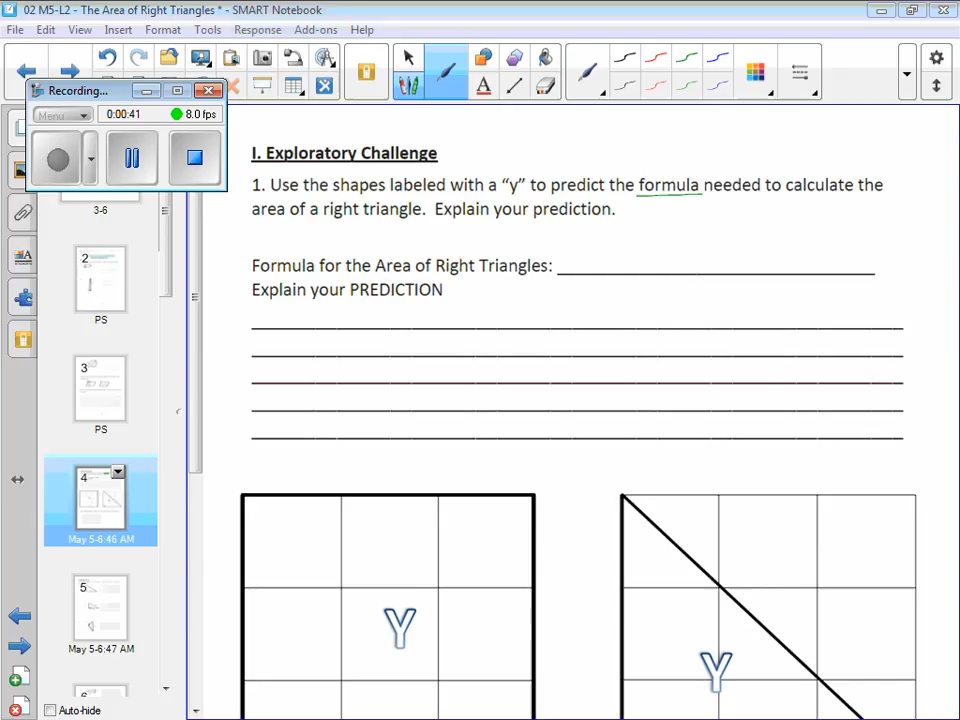 02 M5-L2 - The Area of Right Triangles * - SMART Notebook
File Edit View Insert Format Tools Response Add-ons Help
Recording...
Menu 0:00:41 8.0 fps
I. Exploratory Challenge
1. Use the shapes labeled with a “y” to predict the formula needed to calculate the
area of a right triangle. Explain your prediction.
Formula for the Area of Right Triangles:
Explain your PREDICTION
Y
Y
3-6
2
PS
3
PS
4
May 5-6:46 AM
5
May 5-6:47 AM
Auto-hide